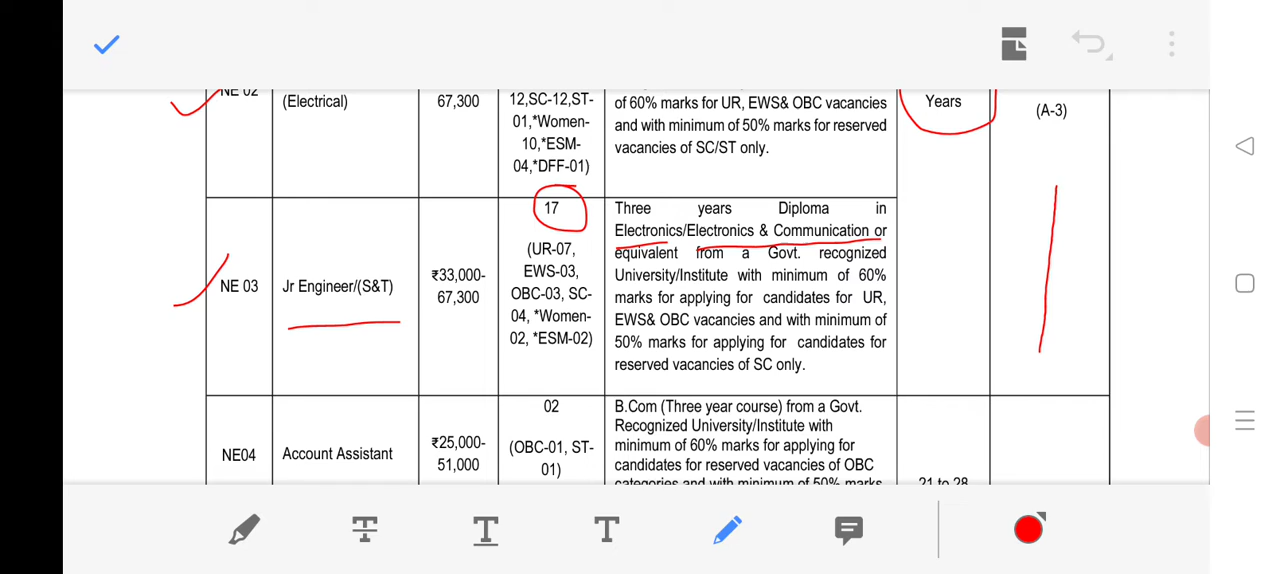 NE 02
(Electrical)
67,300
12,SC-12,ST-
01,*Women-
10,*ESM-
04,*DFF-01)
of 60% marks for UR, EWS& OBC vacancies
and with minimum of 50% marks for reserved
vacancies of SC/ST only.
Years
(A-3)
NE 03
Jr Engineer/(S&T)
₹33,000-
67,300
17
(UR-07,
EWS-03,
OBC-03, SC-
04, *Women-
02, *ESM-02)
Three years Diploma in
Electronics/Electronics & Communication or
equivalent from a Govt. recognized
University/Institute with minimum of 60%
marks for applying for candidates for UR,
EWS& OBC vacancies and with minimum of
50% marks for applying for candidates for
reserved vacancies of SC only.
NE04
Account Assistant
₹25,000-
51,000
02
(OBC-01, ST-
01)
B.Com (Three year course) from a Govt.
Recognized University/Institute with
minimum of 60% marks for applying for
candidates for reserved vacancies of OBC
categories and with minimum of 50% marks
21 to 28
T
T
T